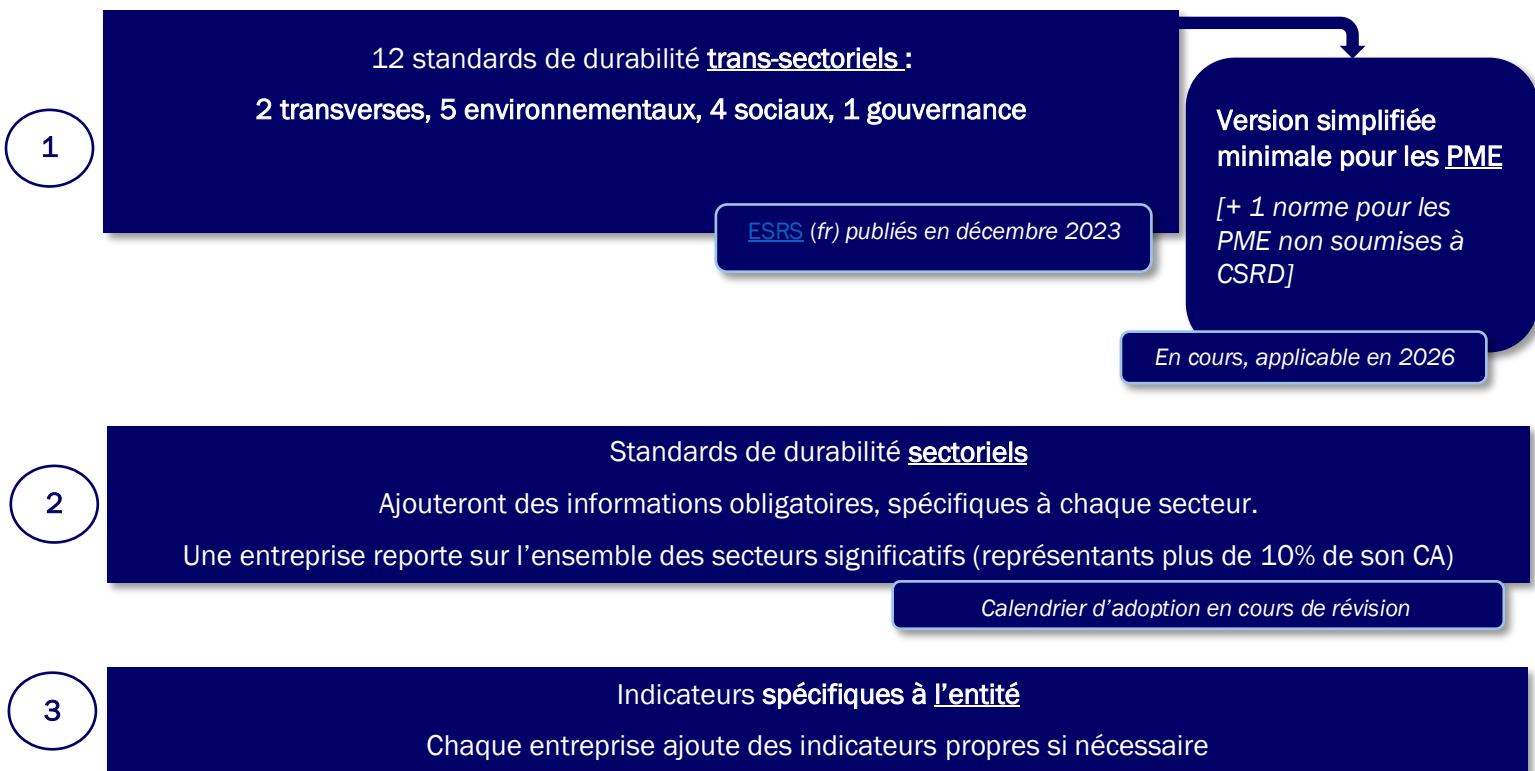 1
12 standards de durabilité trans-sectoriels :
2 transverses, 5 environnementaux, 4 sociaux, 1 gouvernance
ESRS (fr) publiés en décembre 2023
Version simplifiée
minimale pour les PME
[+ 1 norme pour les
PME non soumises à
CSRD]
En cours, applicable en 2026
2
Standards de durabilité sectoriels
Ajouteront des informations obligatoires, spécifiques à chaque secteur.
Une entreprise reporte sur l’ensemble des secteurs significatifs (représentants plus de 10% de son CA)
Calendrier d’adoption en cours de révision
3
Indicateurs spécifiques à l’entité
Chaque entreprise ajoute des indicateurs propres si nécessaire